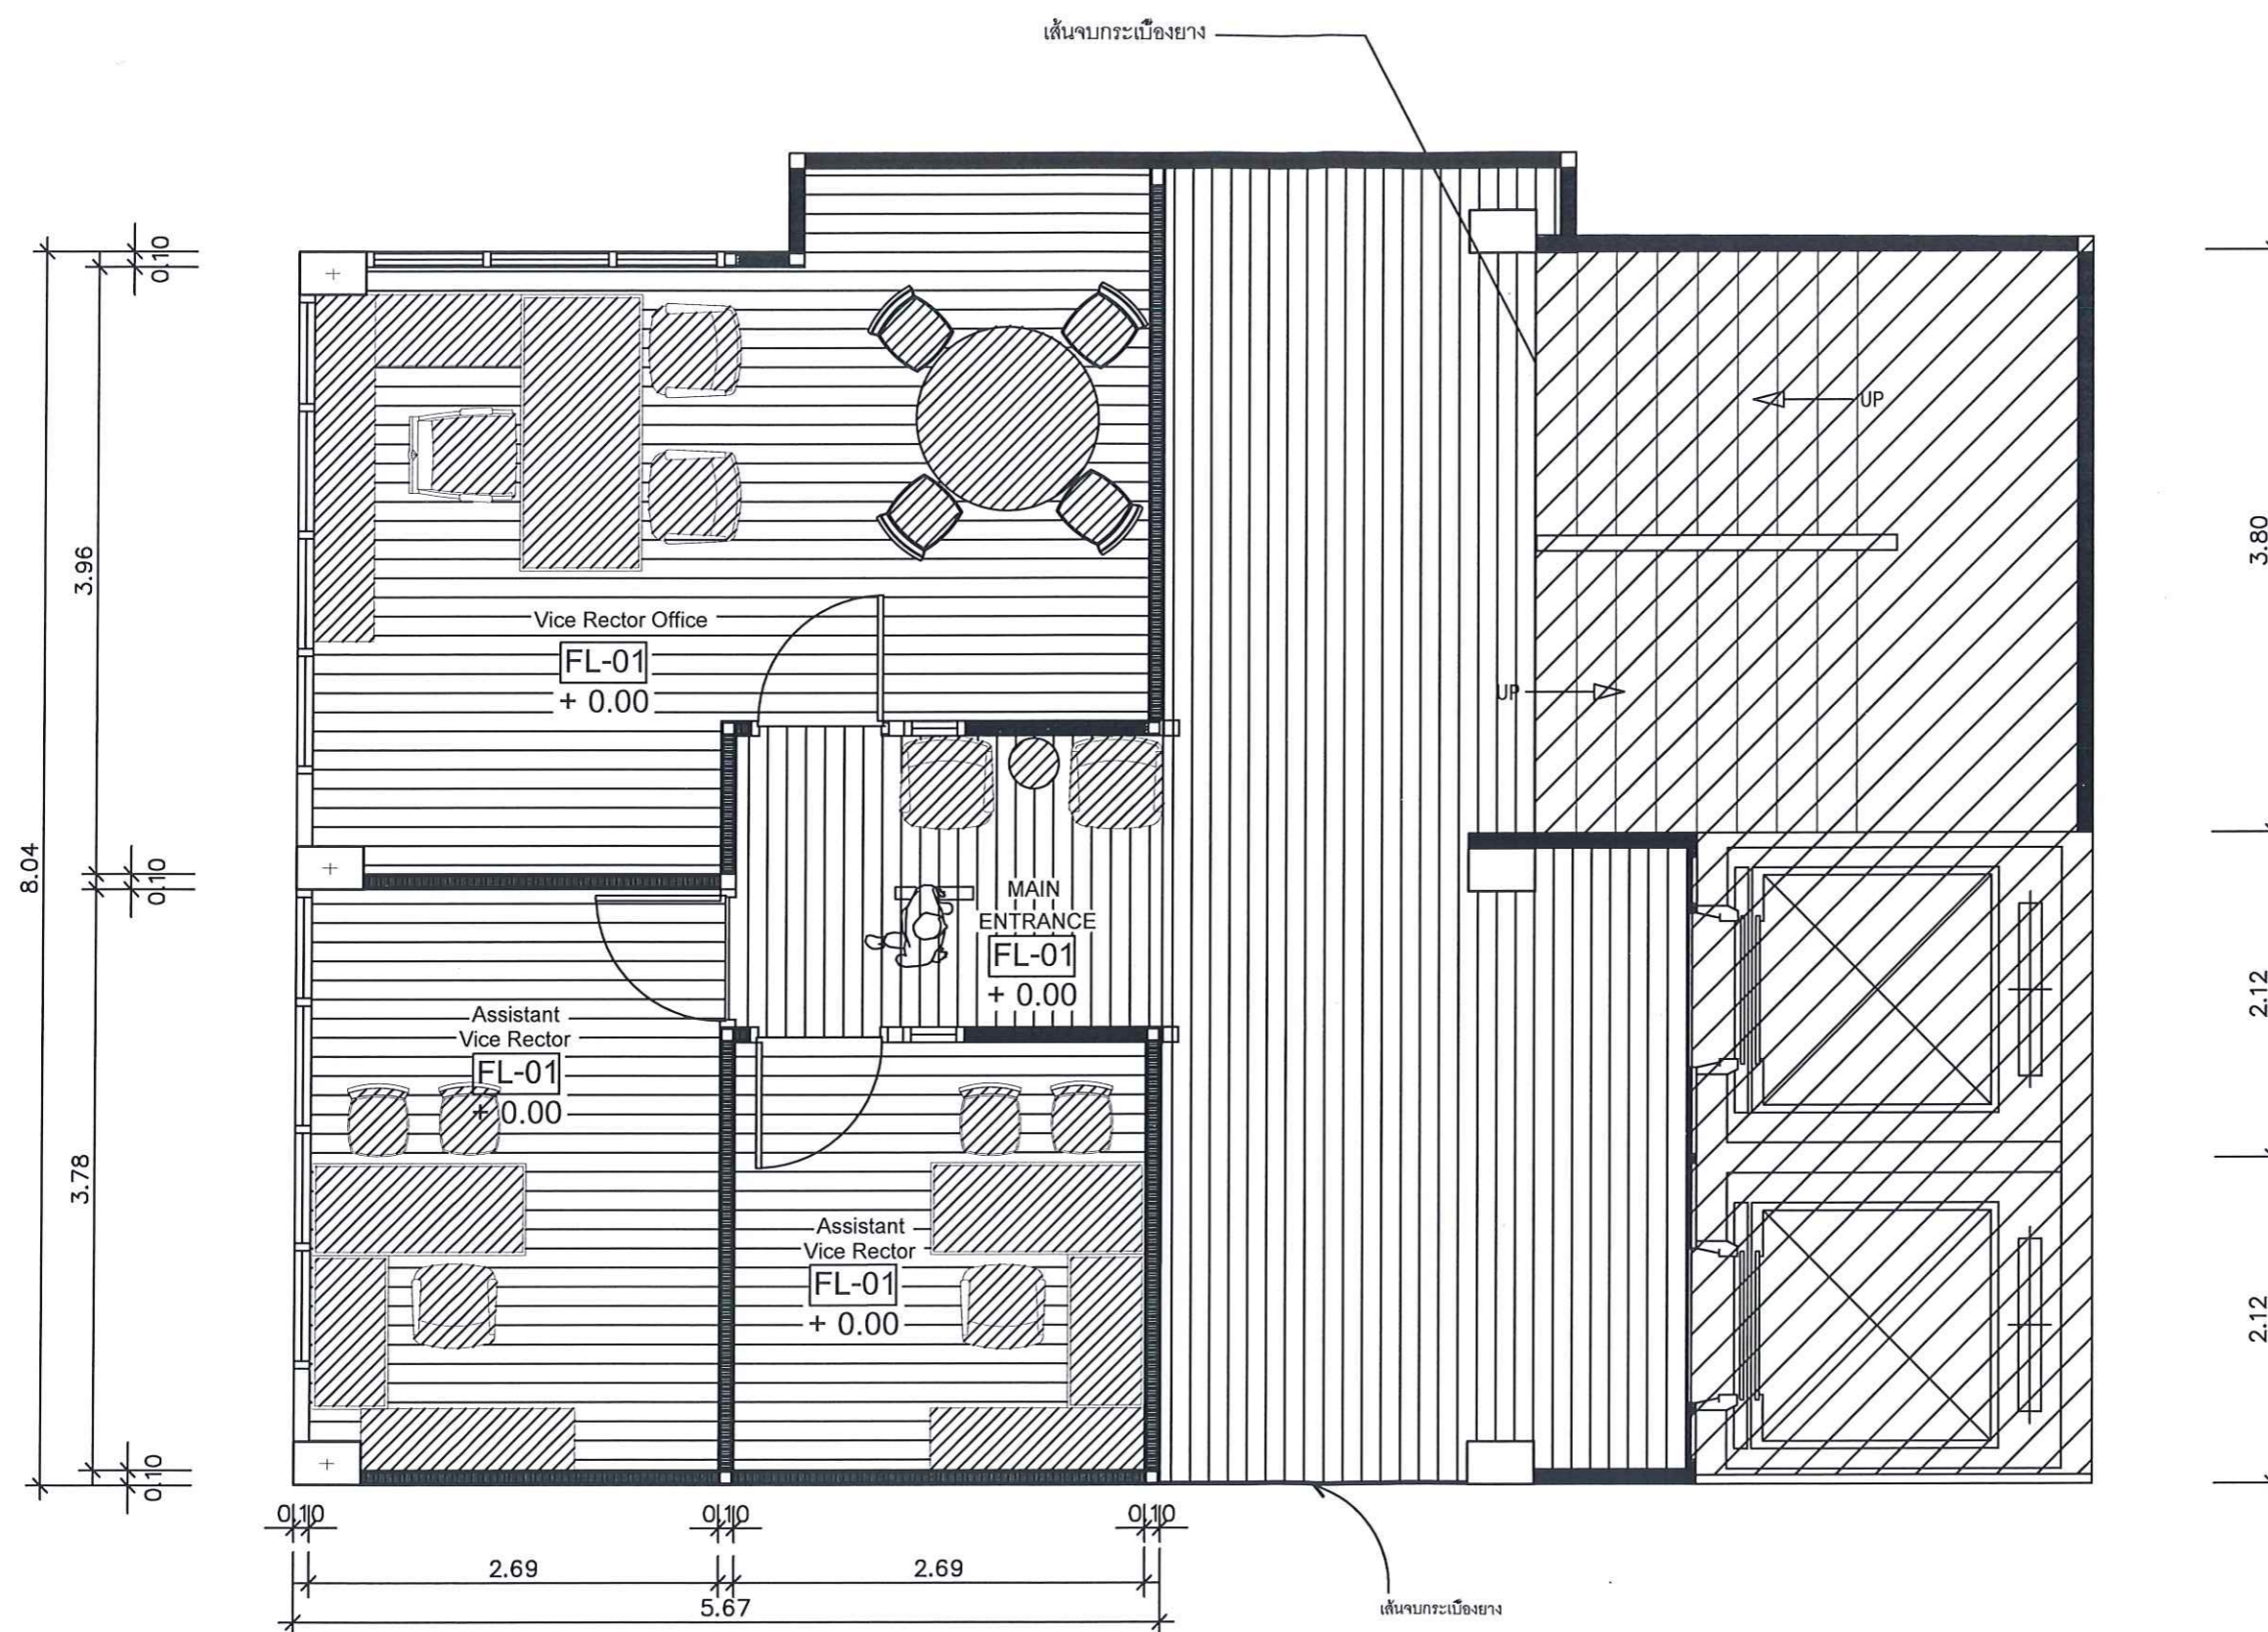 เส้นจบกระเบื้องยาง
0.10
3.96
8.04
0.10
3.78
0.10
3.80
2.12
2.12
UP
UP
Vice Rector Office
FL-01
+ 0.00
MAIN
ENTRANCE
FL-01
+ 0.00
Assistant
Vice Rector
FL-01
+ 0.00
Assistant
Vice Rector
FL-01
+ 0.00
0.10
0.10
0.10
2.69
2.69
5.67
เส้นจบกระเบื้องยาง